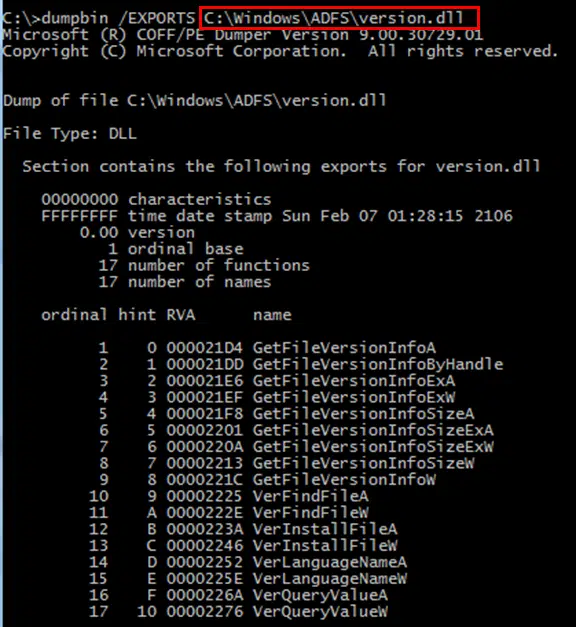 C:\>dumpbin /EXPORTS C:\Windows\ADFS\version.dll
Microsoft (R) COFF/PE Dumper Version 9.00.30729.01
Copyright (C) Microsoft Corporation.  All rights reserved.
Dump of file C:\Windows\ADFS\version.dll
File Type: DLL
Section contains the following exports for version.dll
00000000 characteristics
FFFFFFFF time date stamp Sun Feb 07 01:28:15 2106
0.00 version
1 ordinal base
17 number of functions
17 number of names
ordinal hint RVA      name
1    0 000021D4 GetFileVersionInfoA
2    1 000021DD GetFileVersionInfoByHandle
3    2 000021E6 GetFileVersionInfoExA
4    3 000021EF GetFileVersionInfoExW
5    4 000021F8 GetFileVersionInfoSizeA
6    5 00002201 GetFileVersionInfoSizeExA
7    6 0000220A GetFileVersionInfoSizeExW
8    7 00002213 GetFileVersionInfoSizeW
9    8 0000221C GetFileVersionInfoW
10    9 00002225 VerFindFileA
11    A 0000222E VerFindFileW
12    B 0000223A VerInstallFileA
13    C 00002246 VerInstallFileW
14    D 00002252 VerLanguageNameA
15    E 0000225E VerLanguageNameW
16    F 0000226A VerQueryValueA
17   10 00002276 VerQueryValueW